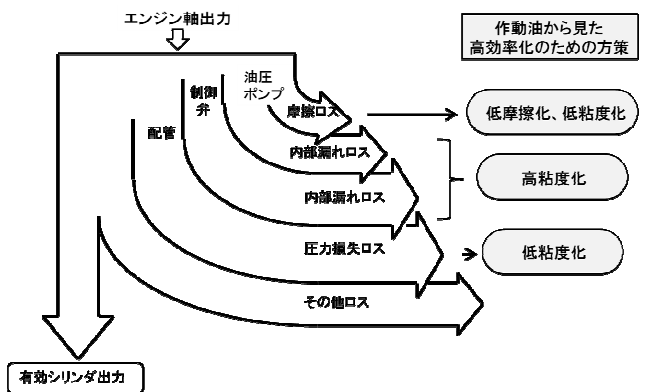 エンジン軸出力
作動油から見た
高効率化のための方策
油圧
ポンプ
制御
弁
配管
摩擦ロス
低摩擦化、低粘度化
内部漏れロス
高粘度化
内部漏れロス
圧力損失ロス
低粘度化
その他ロス
有効シリンダ出力